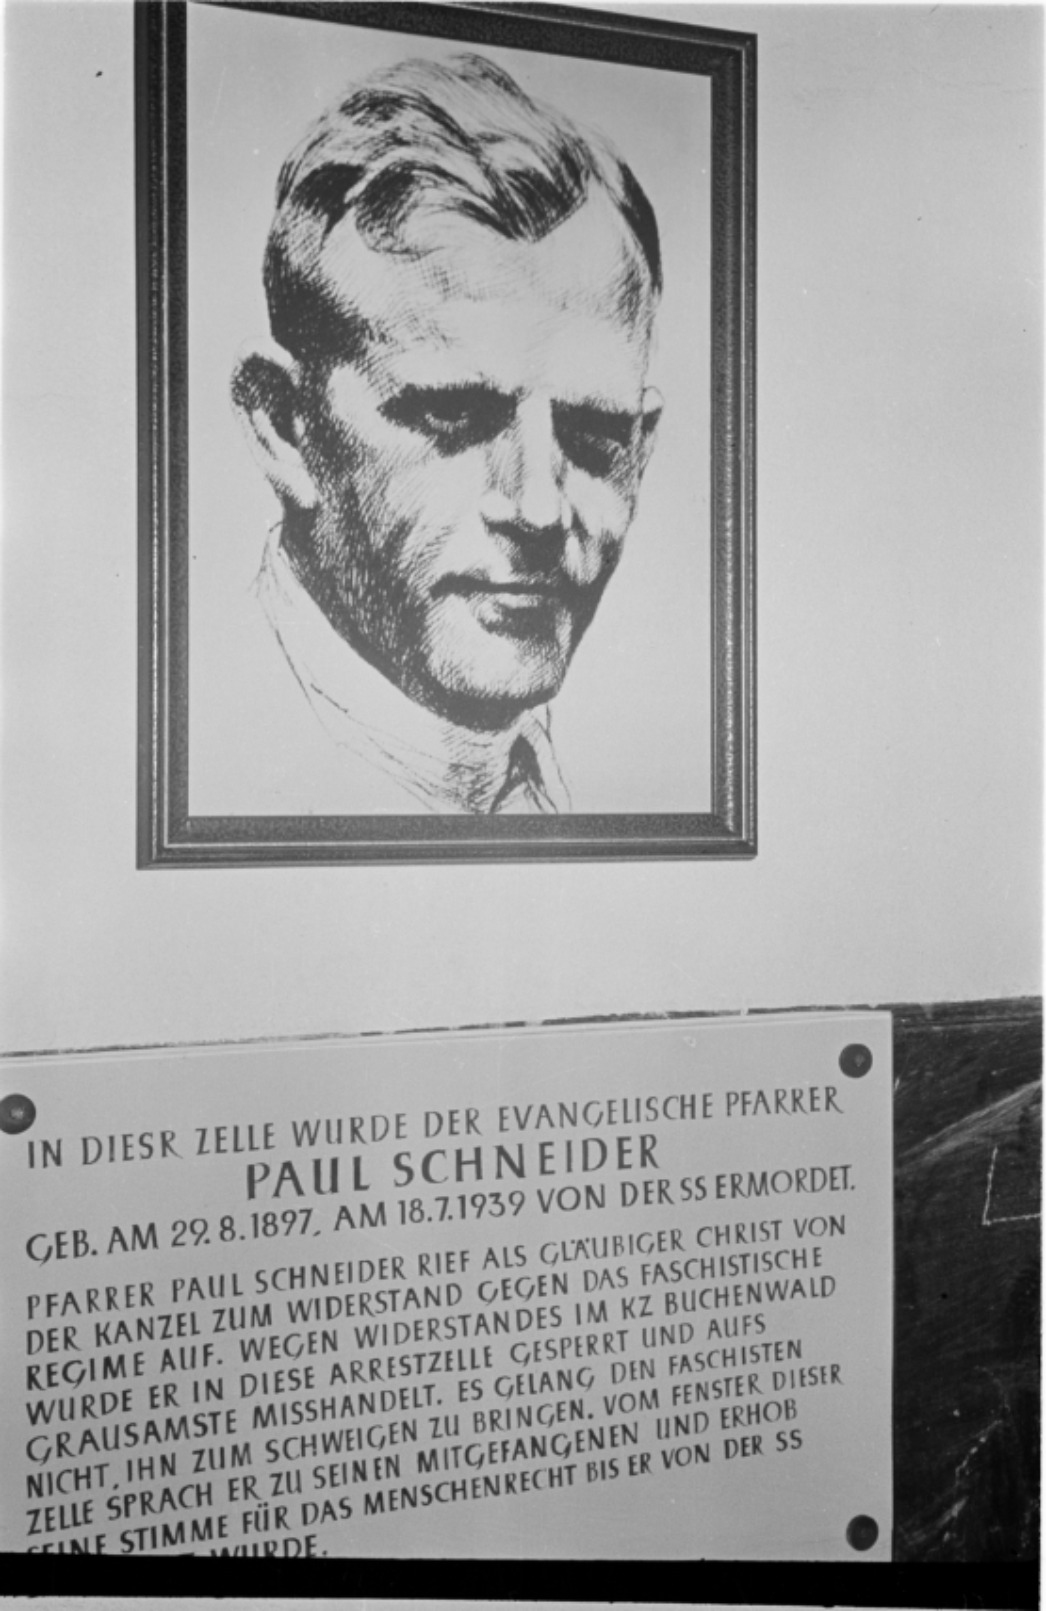 IN DIESR ZELLE WURDE DER EVANGELISCHE PFARRER
PAUL SCHNEIDER
GEB. AM 29.8.1897, AM 18.7.1939 VON DER SS ERMORDET.
PFARRER PAUL SCHNEIDER RIEF ALS GLÄUBIGER CHRIST VON
DER KANZEL ZUM WIDERSTAND GEGEN DAS FASCHISTISCHE
REGIME AUF. WEGEN WIDERSTANDES IM KZ BUCHENWALD
WURDE ER IN DIESE ARRESTZELLE GESPERRT UND AUFS
GRAUSAMSTE MISSHANDELT. ES GELANG DEN FASCHISTEN
NICHT, IHN ZUM SCHWEIGEN ZU BRINGEN. VOM FENSTER DIESER
ZELLE SPRACH ER ZU SEINEN MITGEFANGENEN UND ERHOB
SEINE STIMME FÜR DAS MENSCHENRECHT BIS ER VON DER SS
WURDE.